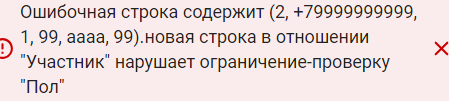 Ошибочная строка содержит (2, +79999999999,
1, 99, aaaa, 99).новая строка в отношении
"Участник" нарушает ограничение-проверку
"Пол"